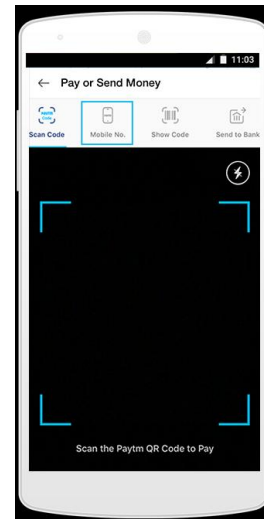 11:03
Pay or Send Money
Scan Code Mobile No. Show Code Send to Bank
Scan the Paytm QR Code to Pay